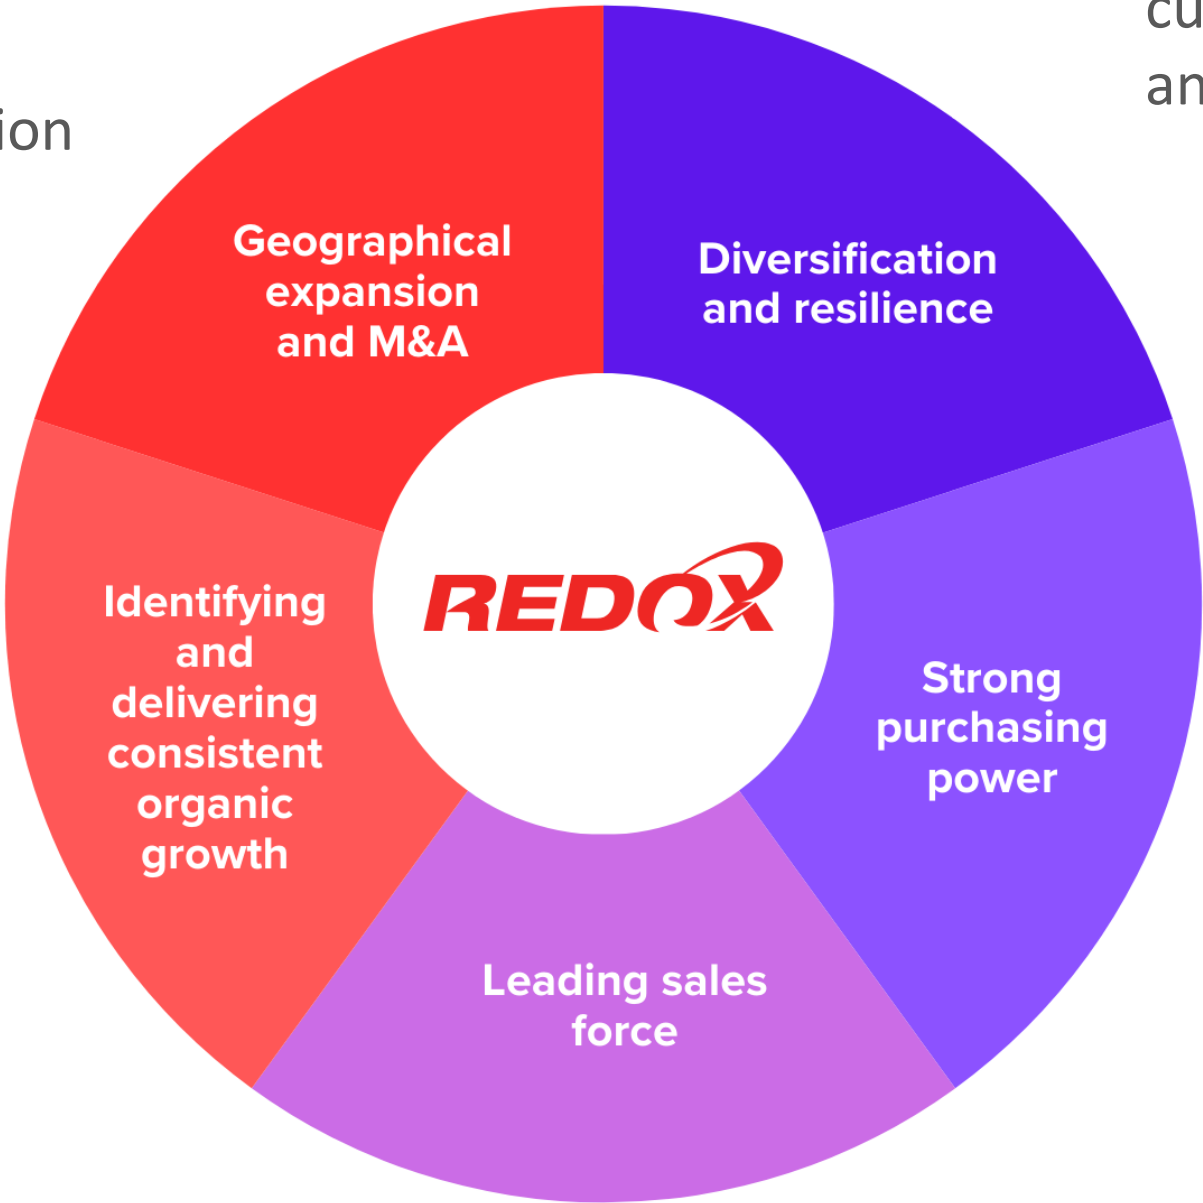 Geographical
expansion
and M&A
Diversification
and resilience
Strong
purchasing
power
Leading sales
force
Identifying
and
delivering
consistent
organic
growth
REDOX